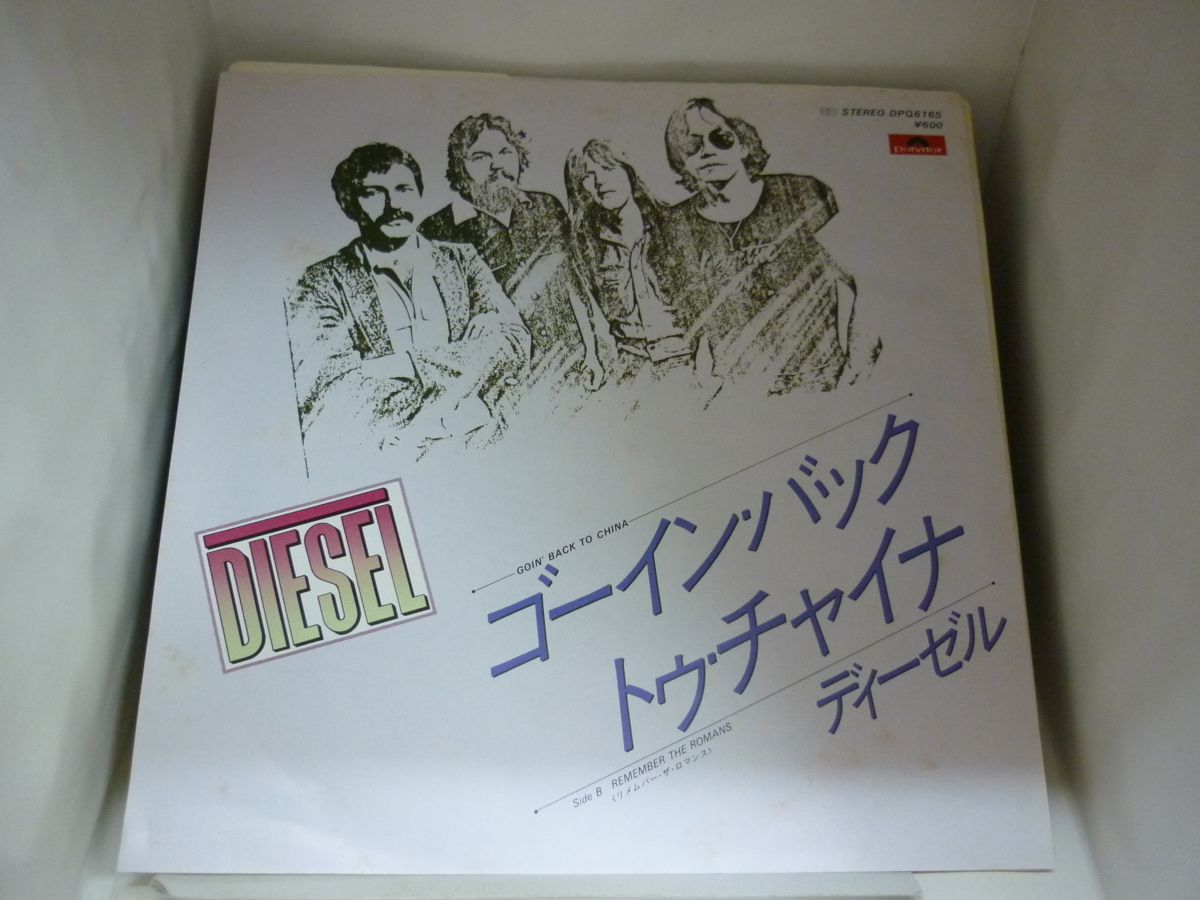 STEREO DPQ6165
¥600
polydor
DIESEL
GOIN' BACK TO CHINA
ゴーイン・バック
トゥ・チャイナ
ディーゼル
Side B REMEMBER THE ROMANS
〈リメムバー・ザ・ロマンス〉